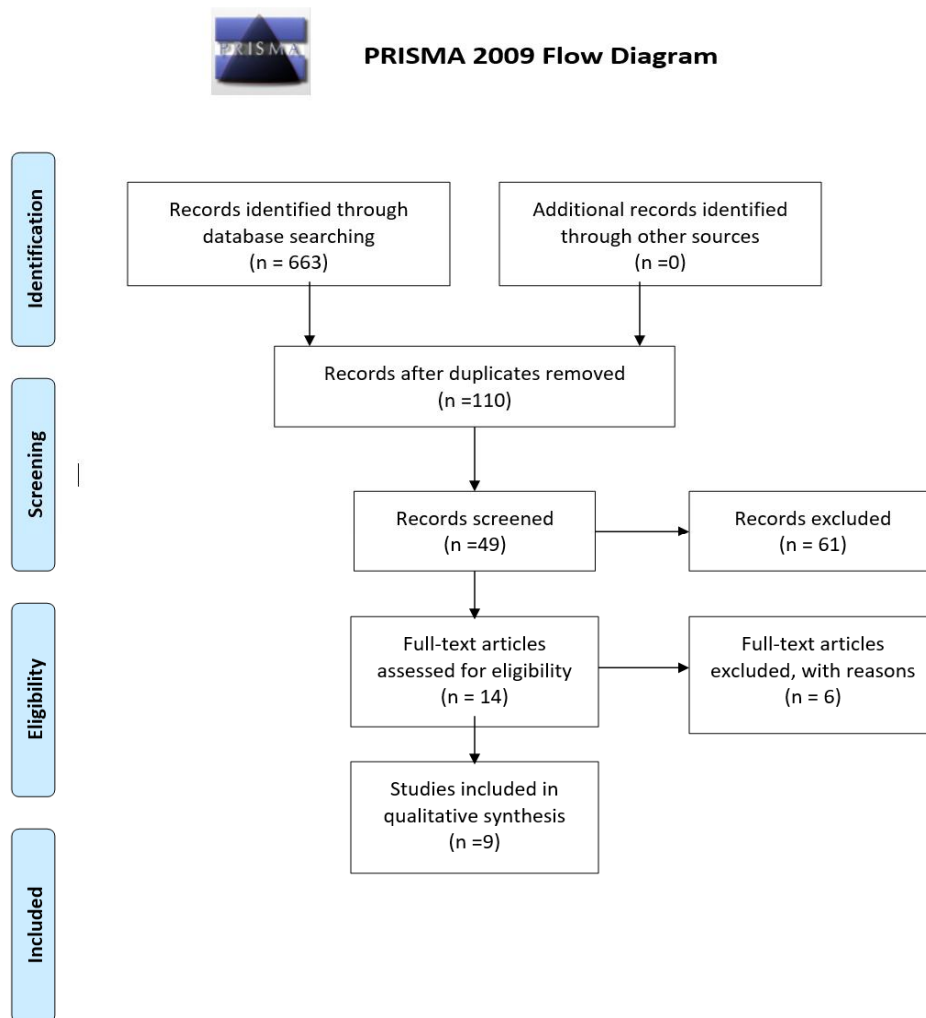 PRISMA
PRISMA 2009 Flow Diagram
Identification
Records identified through
database searching
(n = 663)
Additional records identified
through other sources
(n =0)
Records after duplicates removed
(n =110)
Screening
Records screened
(n =49)
Records excluded
(n = 61)
Eligibility
Full-text articles
assessed for eligibility
(n = 14)
Full-text articles
excluded, with reasons
(n = 6)
Studies included in
qualitative synthesis
(n =9)
Included